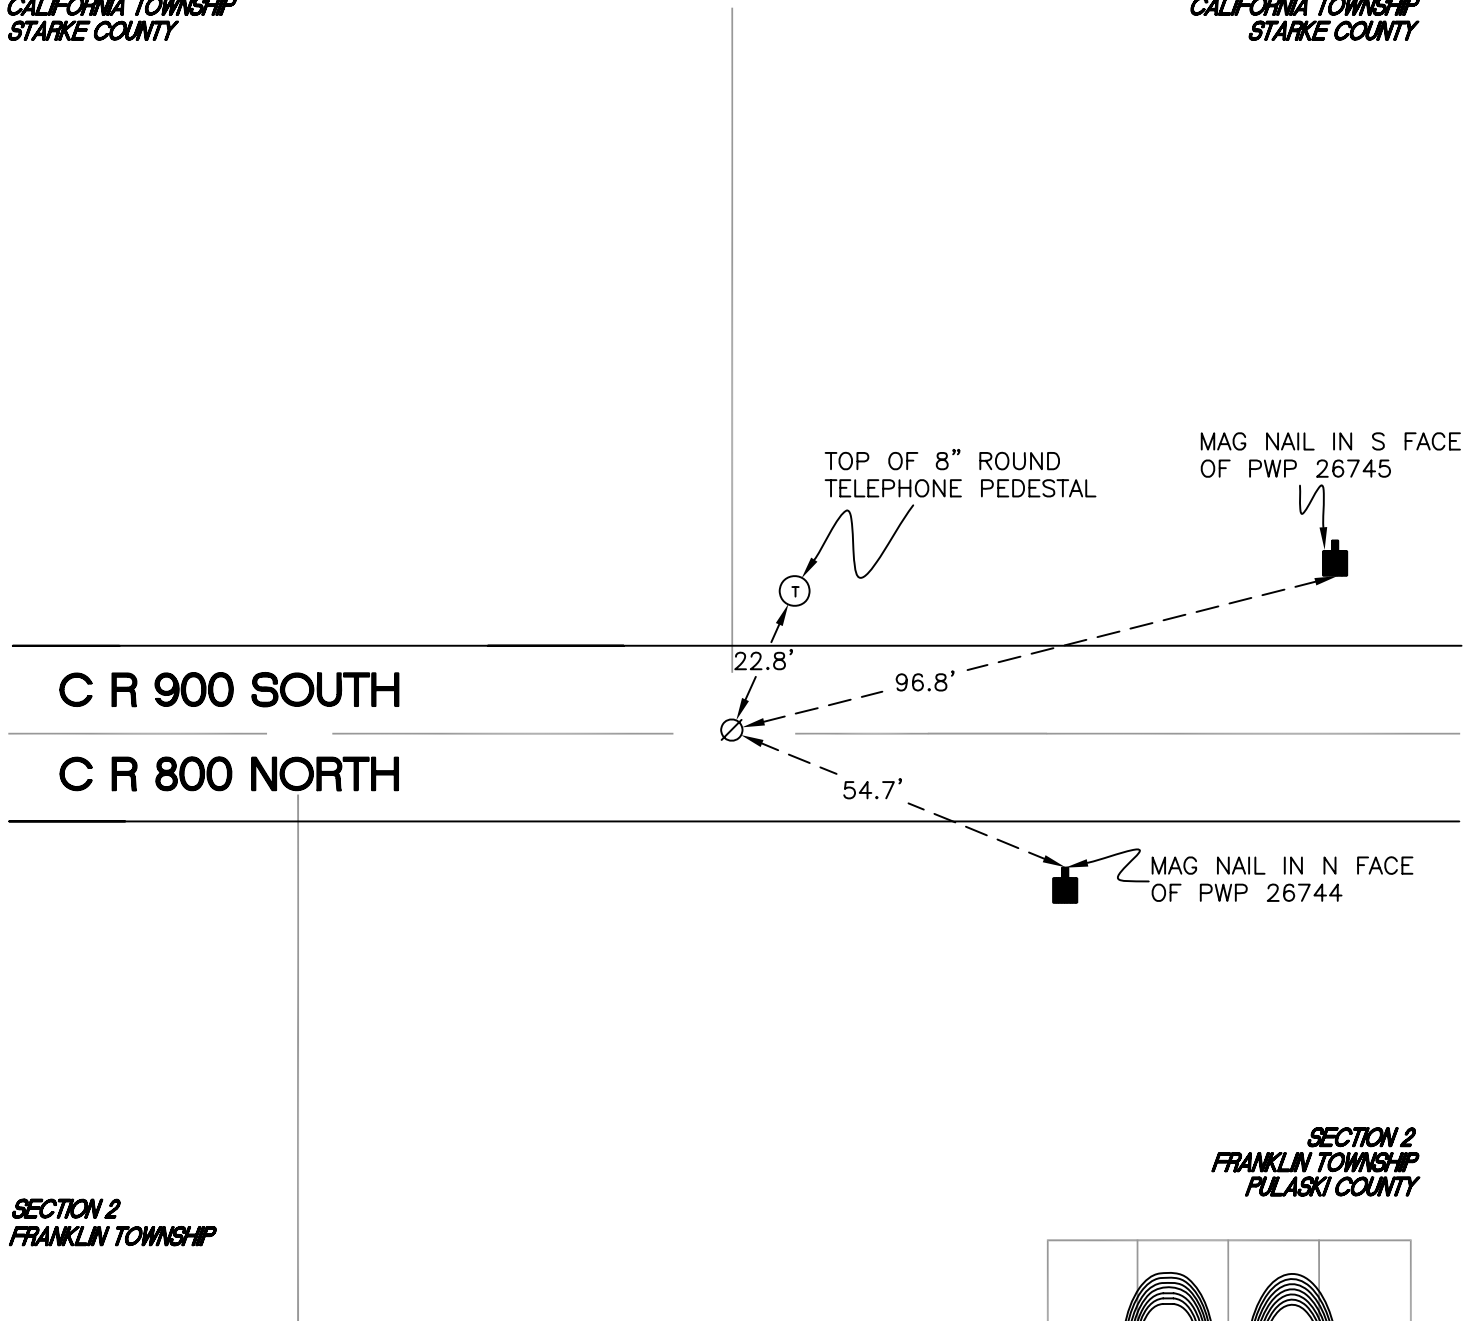 CALIFORNIA TOWNSHIP
STARKE COUNTY
CALIFORNIA TOWNSHIP
STARKE COUNTY
MAG NAIL IN S FACE
OF PWP 26745
TOP OF 8” ROUND
TELEPHONE PEDESTAL
T
22.8’
96.8’
C R 900 SOUTH
C R 800 NORTH
54.7’
MAG NAIL IN N FACE
OF PWP 26744
SECTION 2
FRANKLIN TOWNSHIP
PULASKI COUNTY
SECTION 2
FRANKLIN TOWNSHIP